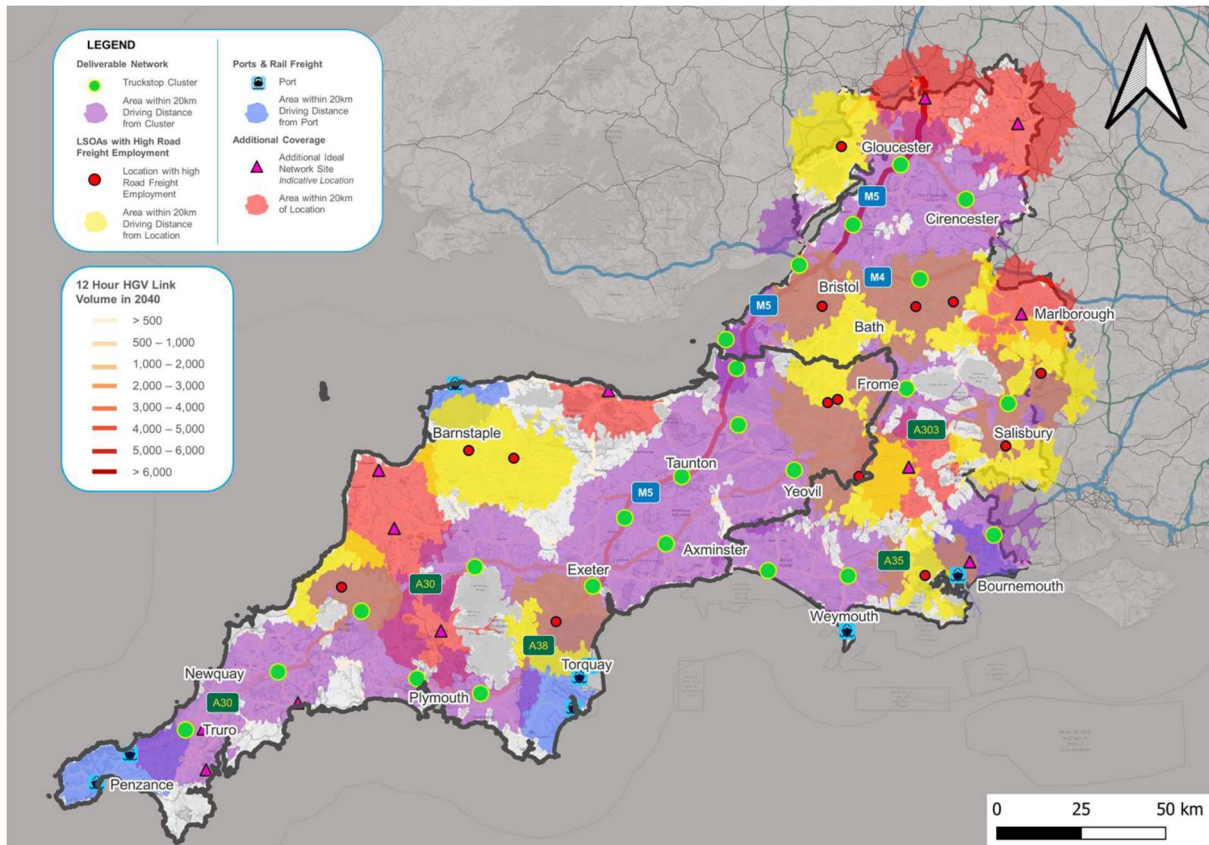 LEGEND
Deliverable Network
Truckstop Cluster
Area within 20km
Driving Distance
from Cluster
LSOAs with High Road
Freight Employment
Location with high
Road Freight
Employment
Area within 20km
Driving Distance
from Location
Ports & Rail Freight
Port
Area within 20km
Driving Distance
from Port
Additional Coverage
Additional Ideal
Network Site
Indicative Location
Area within 20km
of Location
12 Hour HGV Link
Volume in 2040
> 500
500 – 1,000
1,000 – 2,000
2,000 – 3,000
3,000 – 4,000
4,000 – 5,000
5,000 – 6,000
> 6,000
Gloucester
M5
Cirencester
M4
Bristol
M5
Marlborough
Bath
Frome
Barnstaple
A303
Salisbury
Taunton
Yeovil
M5
Axminster
A35
Exeter
A30
Bournemouth
Weymouth
A38
Torquay
Newquay
Plymouth
A30
Truro
Penzance
0 25 50 km